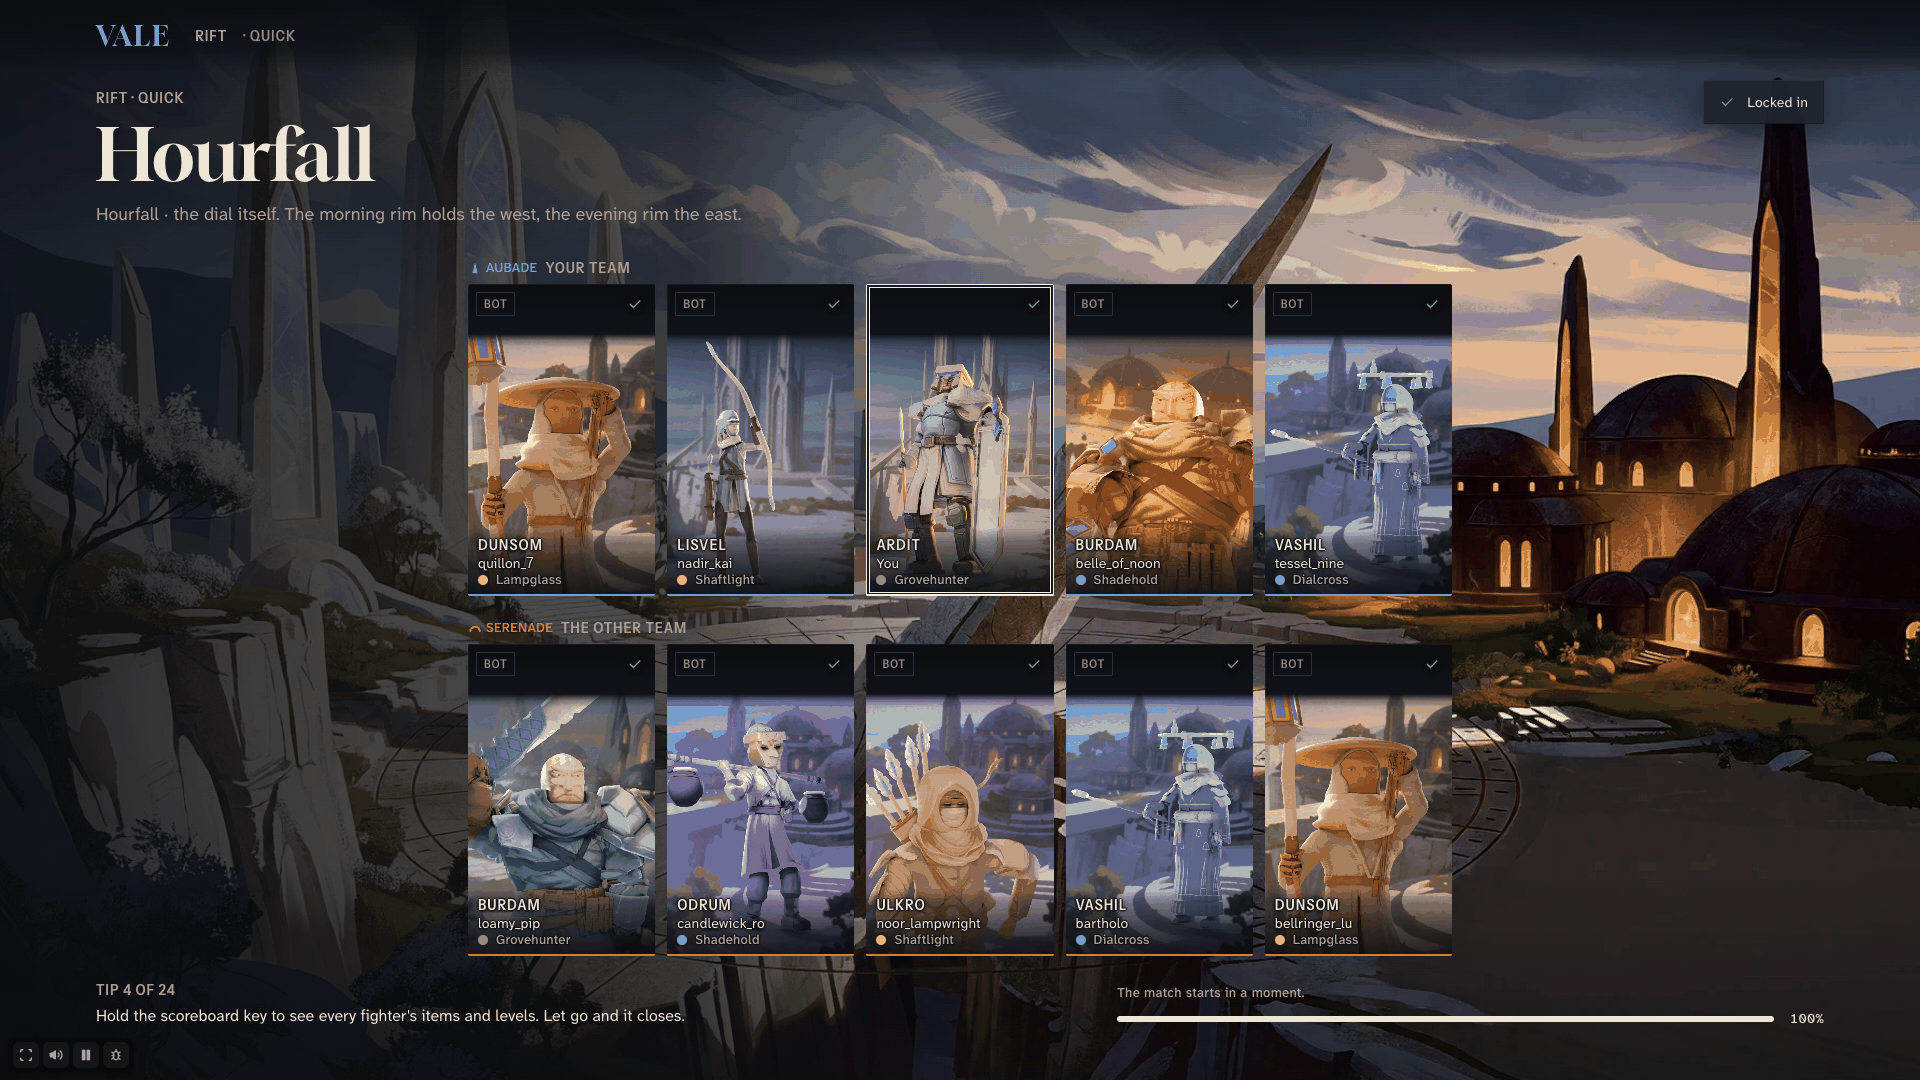 VALE RIFT · QUICK
RIFT · QUICK
Hourfall
Hourfall · the dial itself. The morning rim holds the west, the evening rim the east.
Locked in
AUBADE YOUR TEAM
BOT
DUNSOM
quillon_7
Lampglass
BOT
LISVEL
nadir_kai
Shaftlight
ARDIT
You
Grovehunter
BOT
BURDAM
belle_of_noon
Shadehold
BOT
VASHIL
tessel_nine
Dialcross
SERENADE THE OTHER TEAM
BOT
BURDAM
loamy_pip
Grovehunter
BOT
ODRUM
candlewick_ro
Shadehold
BOT
ULKRO
noor_lampwright
Shaftlight
BOT
VASHIL
bartholo
Dialcross
BOT
DUNSOM
bellringer_lu
Lampglass
TIP 4 OF 24
Hold the scoreboard key to see every fighter's items and levels. Let go and it closes.
The match starts in a moment.
100%